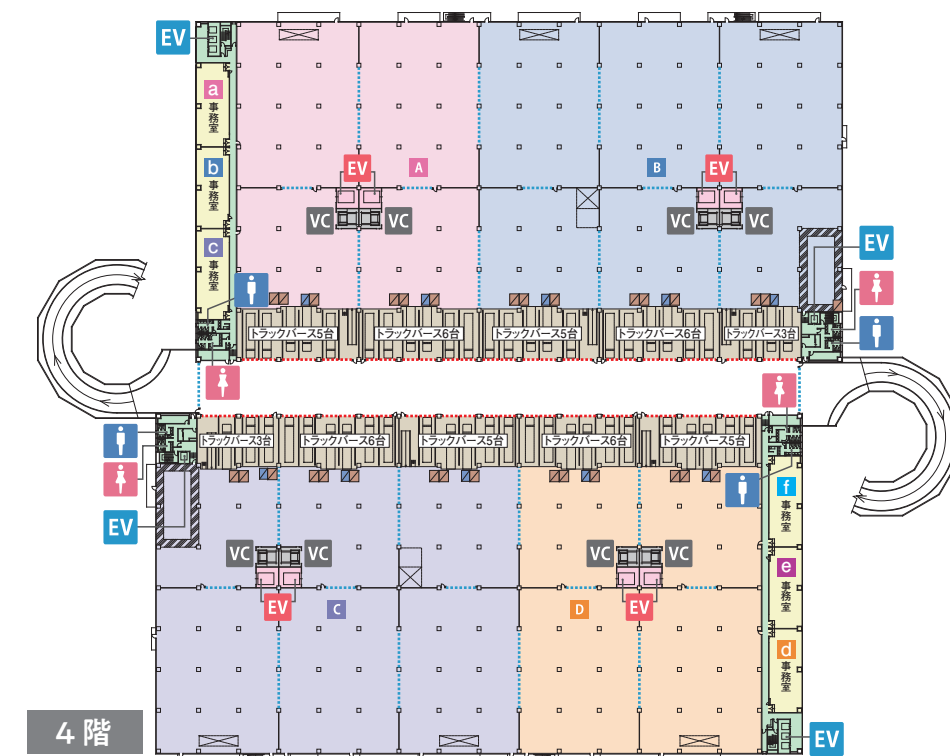 EV
a
事務室
b
事務室
c
事務室
EV
A
B
EV
VC
VC
VC
VC
EV
トラックバース5台
トラックバース6台
トラックバース5台
トラックバース6台
トラックバース3台
トラックバース3台
トラックバース6台
トラックバース5台
トラックバース6台
トラックバース5台
f
事務室
EV
VC
VC
VC
VC
e
事務室
EV
C
D
EV
d
事務室
4階
EV